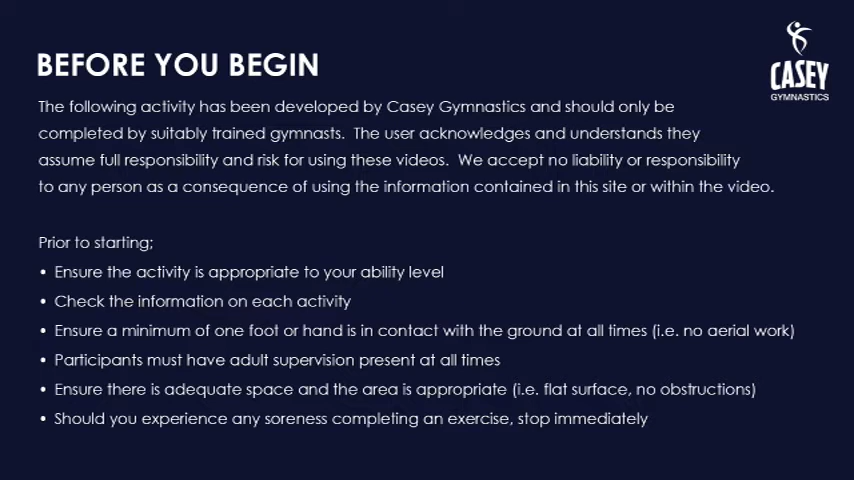 CASEY
GYMNASTICS
BEFORE YOU BEGIN
The following activity has been developed by Casey Gymnastics and should only be
completed by suitably trained gymnasts.  The user acknowledges and understands they
assume full responsibility and risk for using these videos.  We accept no liability or responsibility
to any person as a consequence of using the information contained in this site or within the video.
Prior to starting;
• Ensure the activity is appropriate to your ability level
• Check the information on each activity
• Ensure a minimum of one foot or hand is in contact with the ground at all times (i.e. no aerial work)
• Participants must have adult supervision present at all times
• Ensure there is adequate space and the area is appropriate (i.e. flat surface, no obstructions)
• Should you experience any soreness completing an exercise, stop immediately